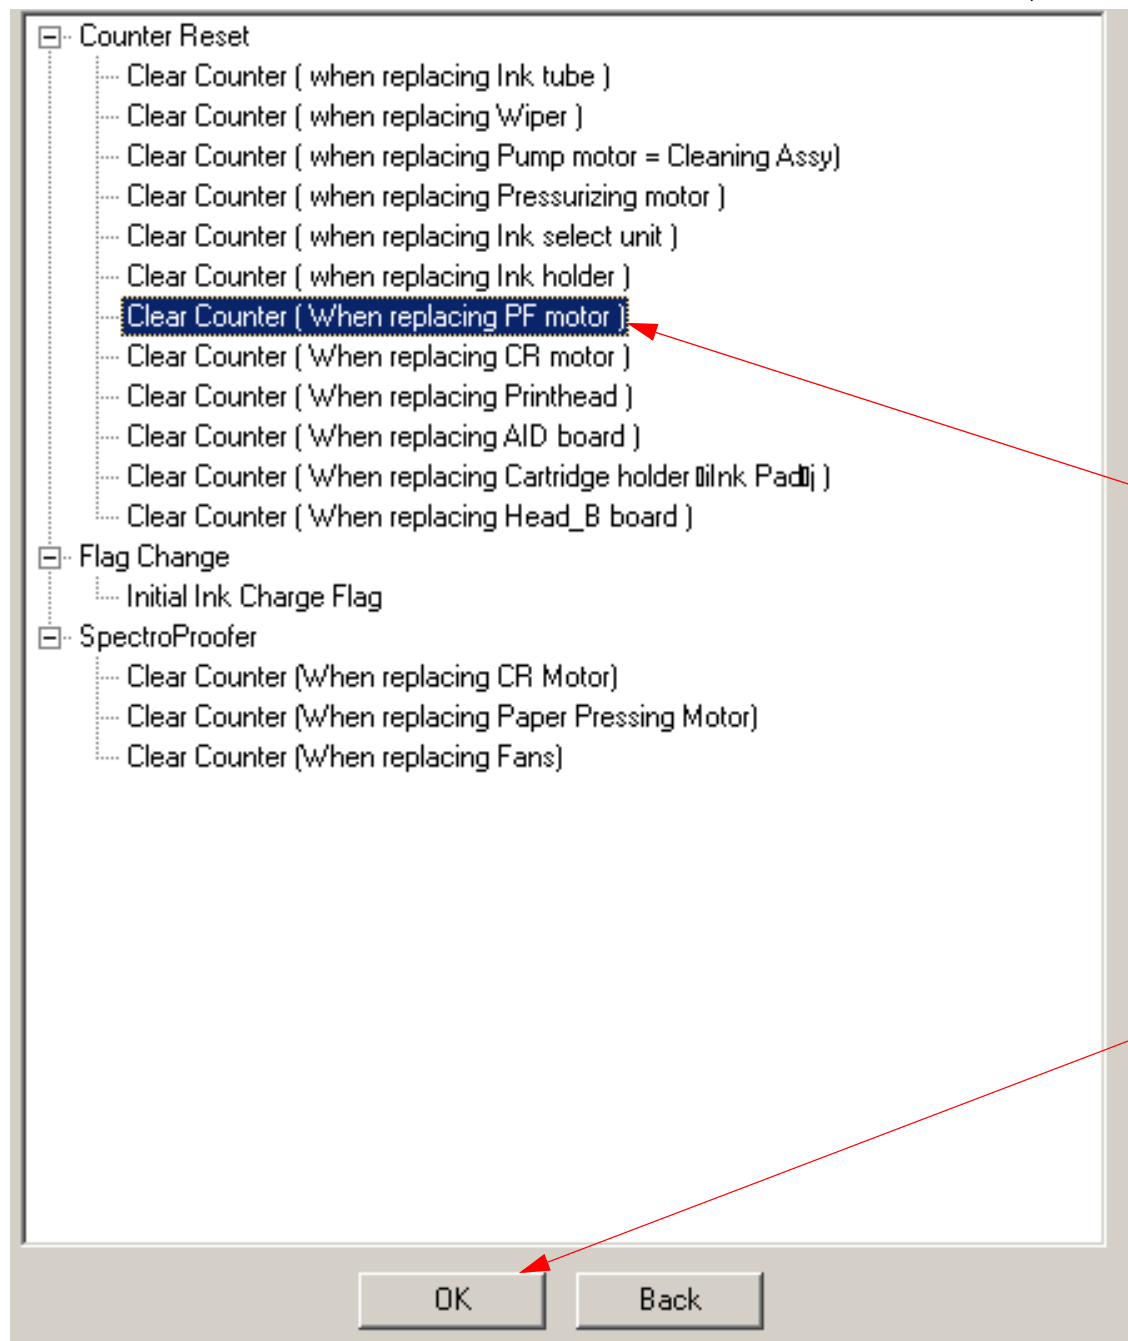 Counter Reset
Clear Counter ( when replacing Ink tube )
Clear Counter ( when replacing Wiper )
Clear Counter ( when replacing Pump motor = Cleaning Assy)
Clear Counter ( when replacing Pressurizing motor )
Clear Counter ( when replacing Ink select unit )
Clear Counter ( when replacing Ink holder )
Clear Counter ( When replacing PF motor )
Clear Counter ( When replacing CR motor )
Clear Counter ( When replacing Printhead )
Clear Counter ( When replacing AID board )
Clear Counter ( When replacing Cartridge holder iInk Pad j )
Clear Counter ( When replacing Head_B board )
Flag Change
Initial Ink Charge Flag
SpectroProofer
Clear Counter (When replacing CR Motor)
Clear Counter (When replacing Paper Pressing Motor)
Clear Counter (When replacing Fans)
OK
Back